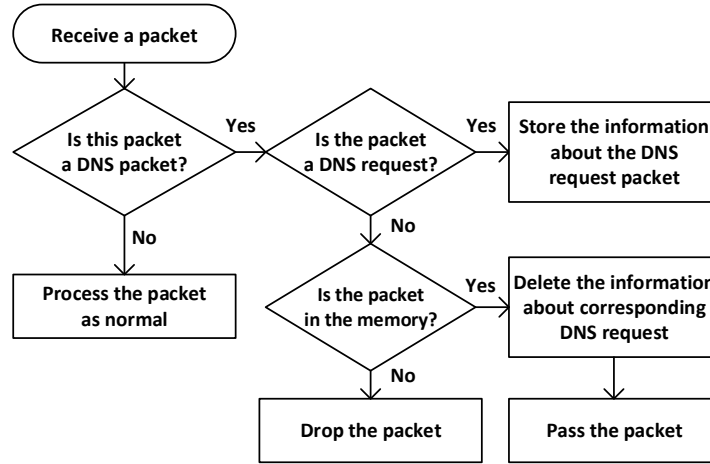 Receive a packet
Is this packet
a DNS packet?
Yes
Is the packet
a DNS request?
Yes
Store the information
about the DNS
request packet
No
No
Process the packet
as normal
Is the packet
in the memory?
Yes
Delete the information
about corresponding
DNS request
No
Drop the packet
Pass the packet